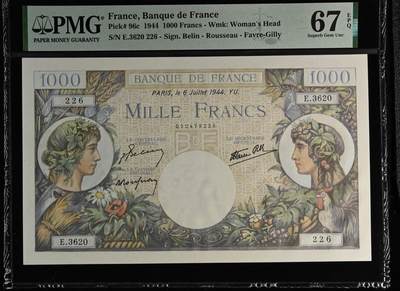 PMG
PAPER MONEY GUARANTY
France, Banque de France
Pick# 96c 1944 1000 Francs - Wmk: Woman's Head
S/N E.3620 226 - Sign. Belin - Rousseau - Favre-Gilly
67 EPQ
Superb Gem Unc
1000 BANQUE DE FRANCE 1000
226 PARIS, le 6 Juillet 1944. YU. E.3620
MILLE FRANCS
E.3620 226